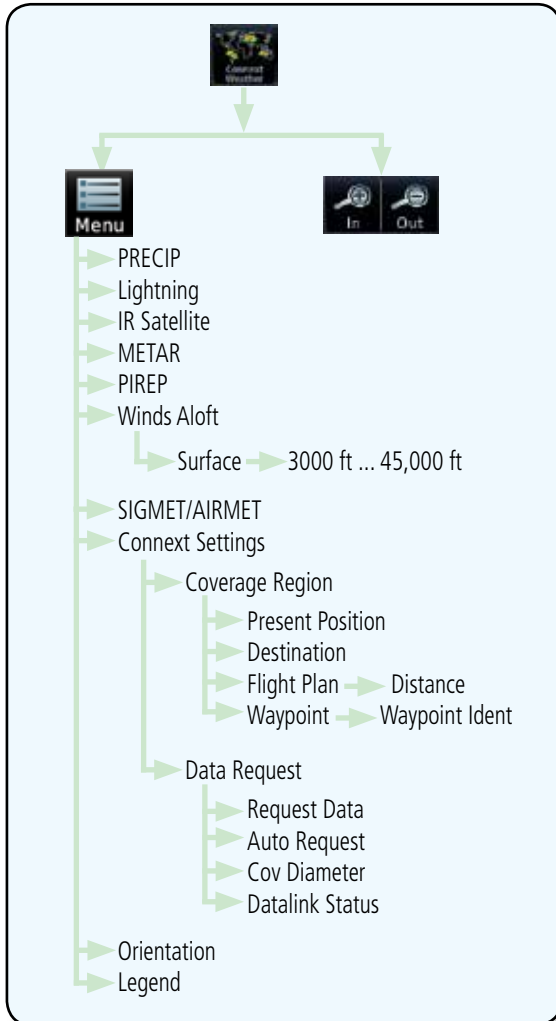 Connext
Weather
Menu
In
Out
PRECIP
Lightning
IR Satellite
METAR
PIREP
Winds Aloft
Surface 3000 ft ... 45,000 ft
SIGMET/AIRMET
Connext Settings
Coverage Region
Present Position
Destination
Flight Plan Distance
Waypoint Waypoint Ident
Data Request
Request Data
Auto Request
Cov Diameter
Datalink Status
Orientation
Legend